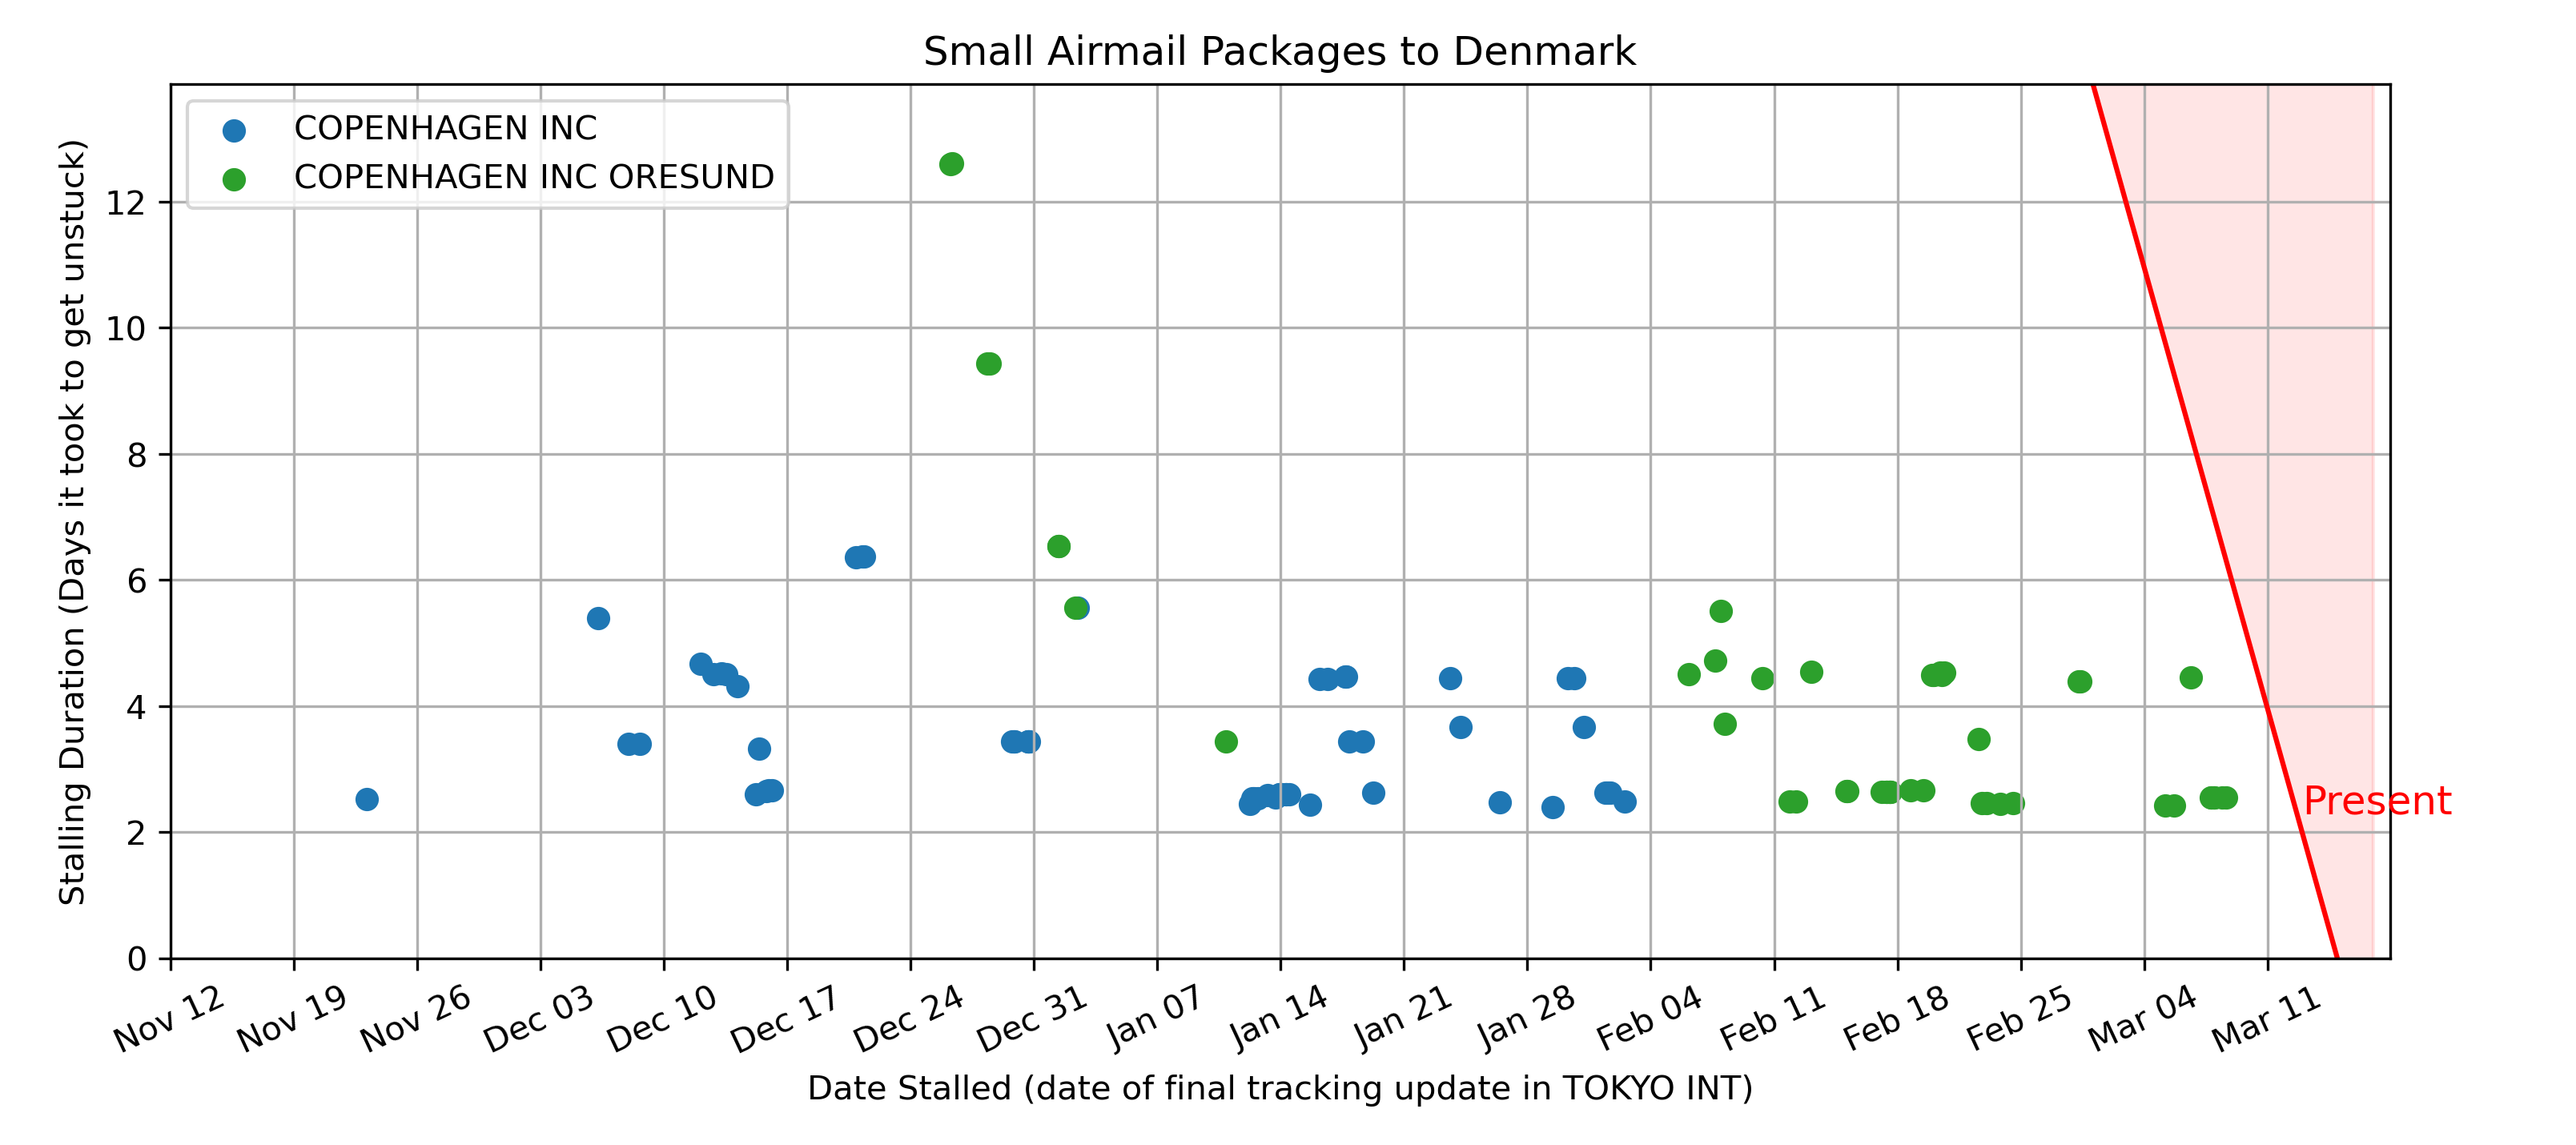 Small Airmail Packages to Denmark
COPENHAGEN INC
COPENHAGEN INC ORESUND
Stalling Duration (Days it took to get unstuck)
12
10
8
6
4
2
0
Present
Nov 12
Nov 19
Nov 26
Dec 03
Dec 10
Dec 17
Dec 24
Dec 31
Jan 07
Jan 14
Jan 21
Jan 28
Feb 04
Feb 11
Feb 18
Feb 25
Mar 04
Mar 11
Date Stalled (date of final tracking update in TOKYO INT)